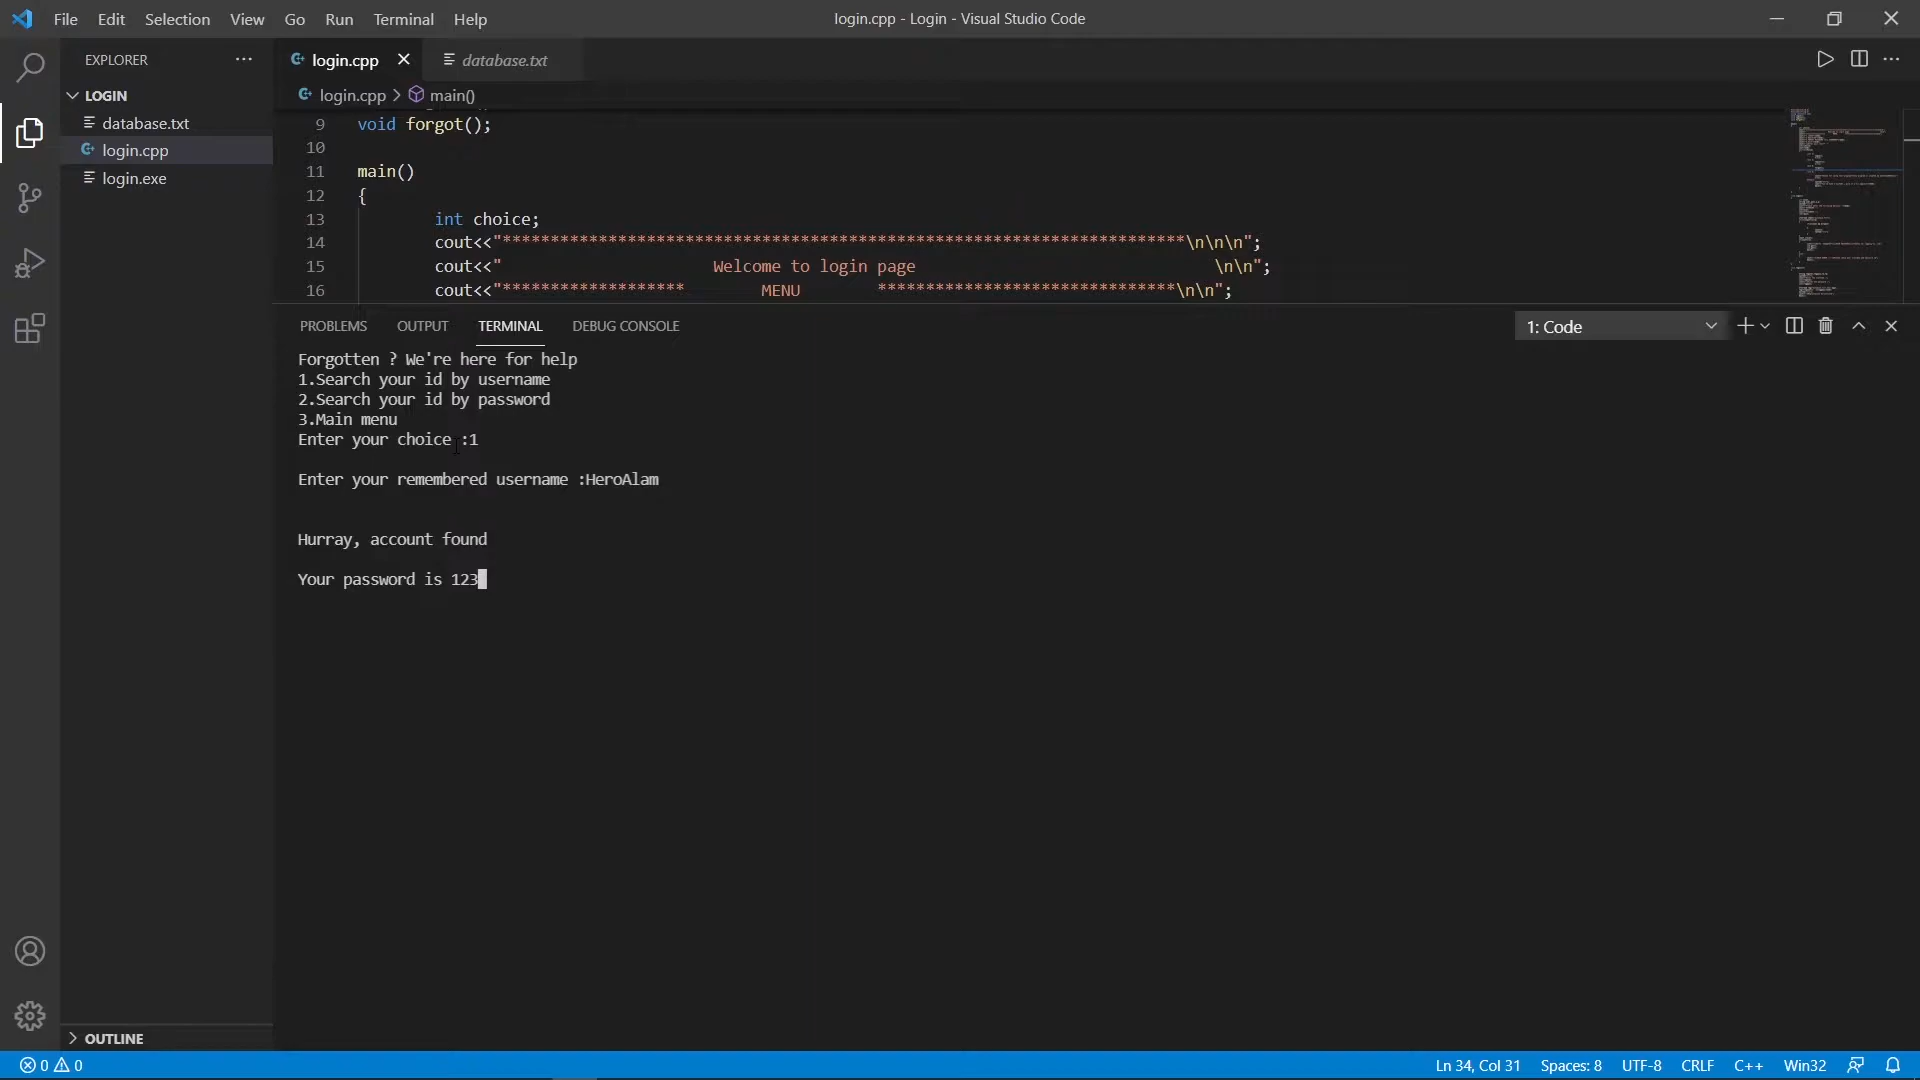 File Edit Selection View Go Run Terminal Help
login.cpp - Login - Visual Studio Code
EXPLORER
login.cpp
database.txt
LOGIN
login.cpp > main()
database.txt
login.cpp
login.exe
9 void forgot();
10
11 main()
12 {
13 int choice;
14 cout<<"***********************************************************************\n\n\n";
15 cout<<" Welcome to login page \n\n";
16 cout<<"******************* MENU *******************************\n\n";
PROBLEMS OUTPUT TERMINAL DEBUG CONSOLE
1: Code
Forgotten ? We're here for help
1.Search your id by username
2.Search your id by password
3.Main menu
Enter your choice :1
Enter your remembered username :HeroAlam
Hurray, account found
Your password is 123
OUTLINE
0 0
Ln 34, Col 31 Spaces: 8 UTF-8 CRLF C++ Win32